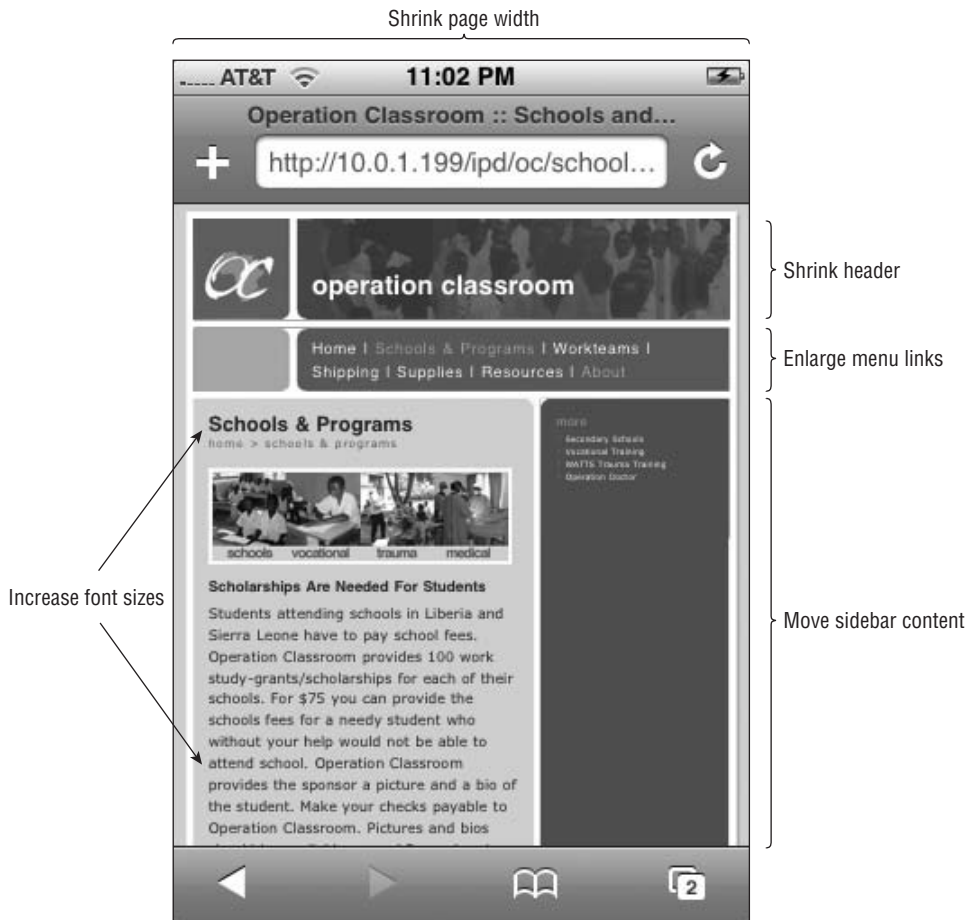 Shrink page width
AT&T 11:02 PM
Operation Classroom :: Schools and...
http://10.0.1.199/ipd/oc/school...
oc
operation classroom
Shrink header
Home | Schools & Programs | Workteams |
Shipping | Supplies | Resources | About
Enlarge menu links
Schools & Programs
home > schools & programs
schools vocational trauma medical
more
Secondary Schools
Vocational Training
WATTS Trauma Training
Operation Doctor
Increase font sizes
Move sidebar content
Scholarships Are Needed For Students
Students attending schools in Liberia and
Sierra Leone have to pay school fees.
Operation Classroom provides 100 work
study-grants/scholarships for each of their
schools. For $75 you can provide the
schools fees for a needy student who
without your help would not be able to
attend school. Operation Classroom
provides the sponsor a picture and a bio of
the student. Make your checks payable to
Operation Classroom. Pictures and bios
2